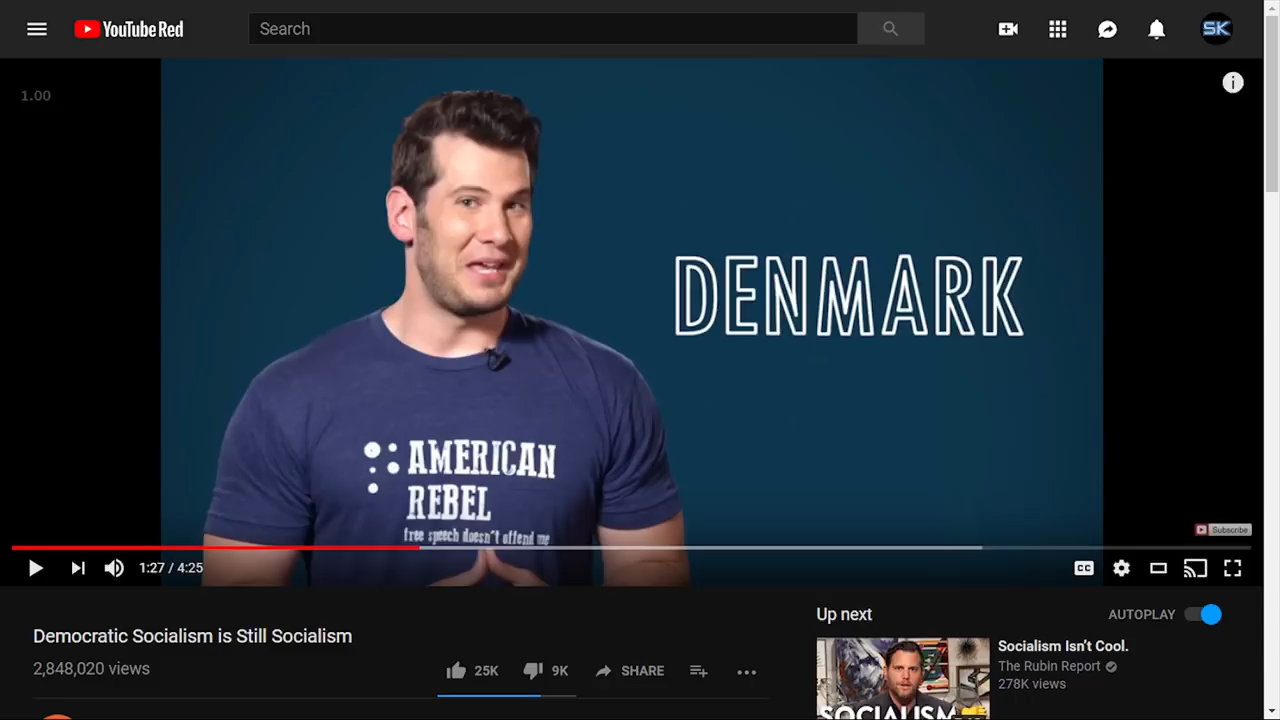 YouTube Red
Search
SK
1.00
i
DENMARK
AMERICAN
REBEL
free speech doesn't offend me
Subscribe
1:27 / 4:25
CC
Up next
AUTOPLAY
Democratic Socialism is Still Socialism
Socialism Isn't Cool.
The Rubin Report
2,848,020 views
25K
9K
SHARE
278K views
SOCIALISM